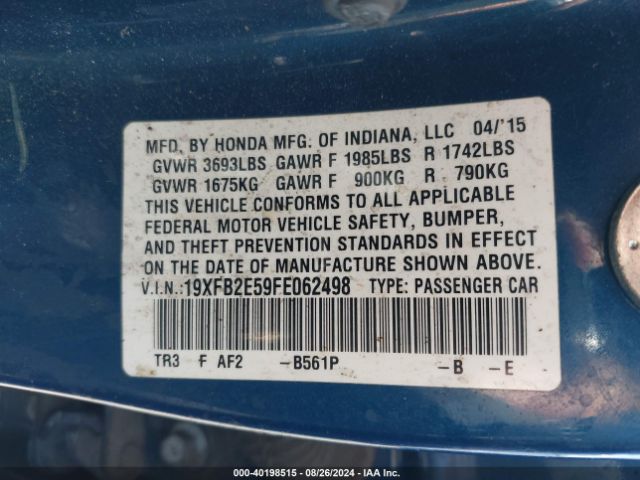 MFD. BY HONDA MFG. OF INDIANA, LLC 04/'15
GVWR 3693LBS GAWR F 1985LBS R 1742LBS
GVWR 1675KG GAWR F 900KG R 790KG
THIS VEHICLE CONFORMS TO ALL APPLICABLE
FEDERAL MOTOR VEHICLE SAFETY, BUMPER,
AND THEFT PREVENTION STANDARDS IN EFFECT
ON THE DATE OF MANUFACTURE SHOWN ABOVE.
V.I.N.:19XFB2E59FE062498 TYPE: PASSENGER CAR
TR3 F AF2 –B561P –B –E
000-40198515 - 08/26/2024 - IAA Inc.